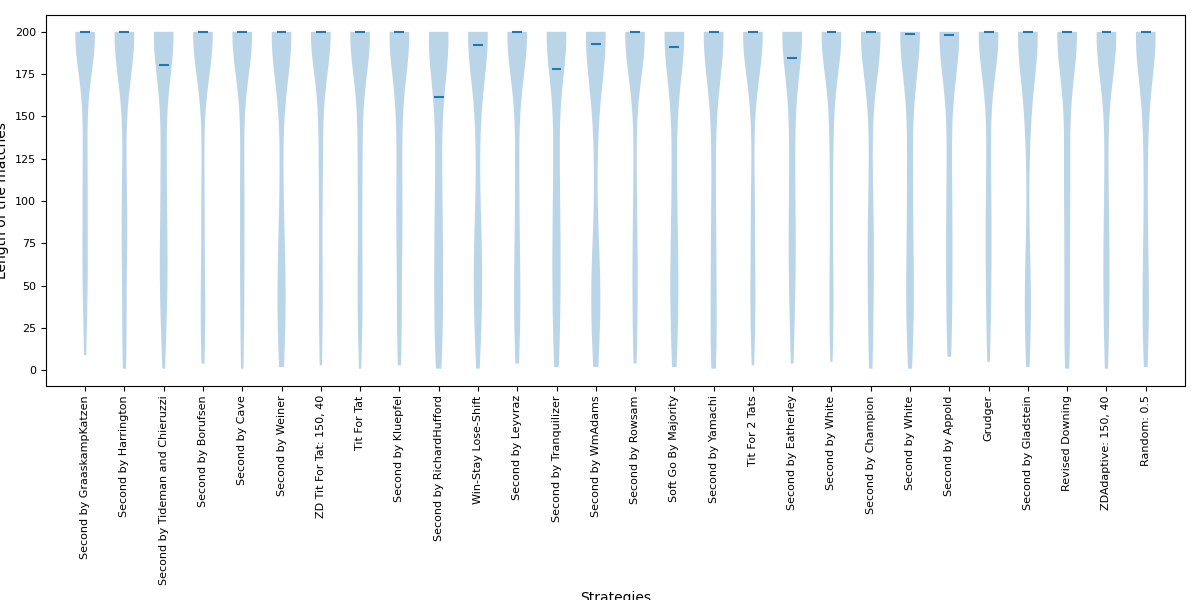 200
175
150
125
100
75
50
25
0
Length of the matches
Second by GraaskampKatzen
Second by Harrington
Second by Tideman and Chieruzzi
Second by Borufsen
Second by Cave
Second by Weiner
ZD Tit For Tat: 150, 40
Tit For Tat
Second by Kluepfel
Second by RichardHufford
Win-Stay Lose-Shift
Second by Leyvraz
Second by Tranquilizer
Second by WmAdams
Second by Rowsam
Soft Go By Majority
Second by Yamachi
Tit For 2 Tats
Second by Eatherley
Second by White
Second by Champion
Second by White
Second by Appold
Grudger
Second by Gladstein
Revised Downing
ZDAdaptive: 150, 40
Random: 0.5
Strategies